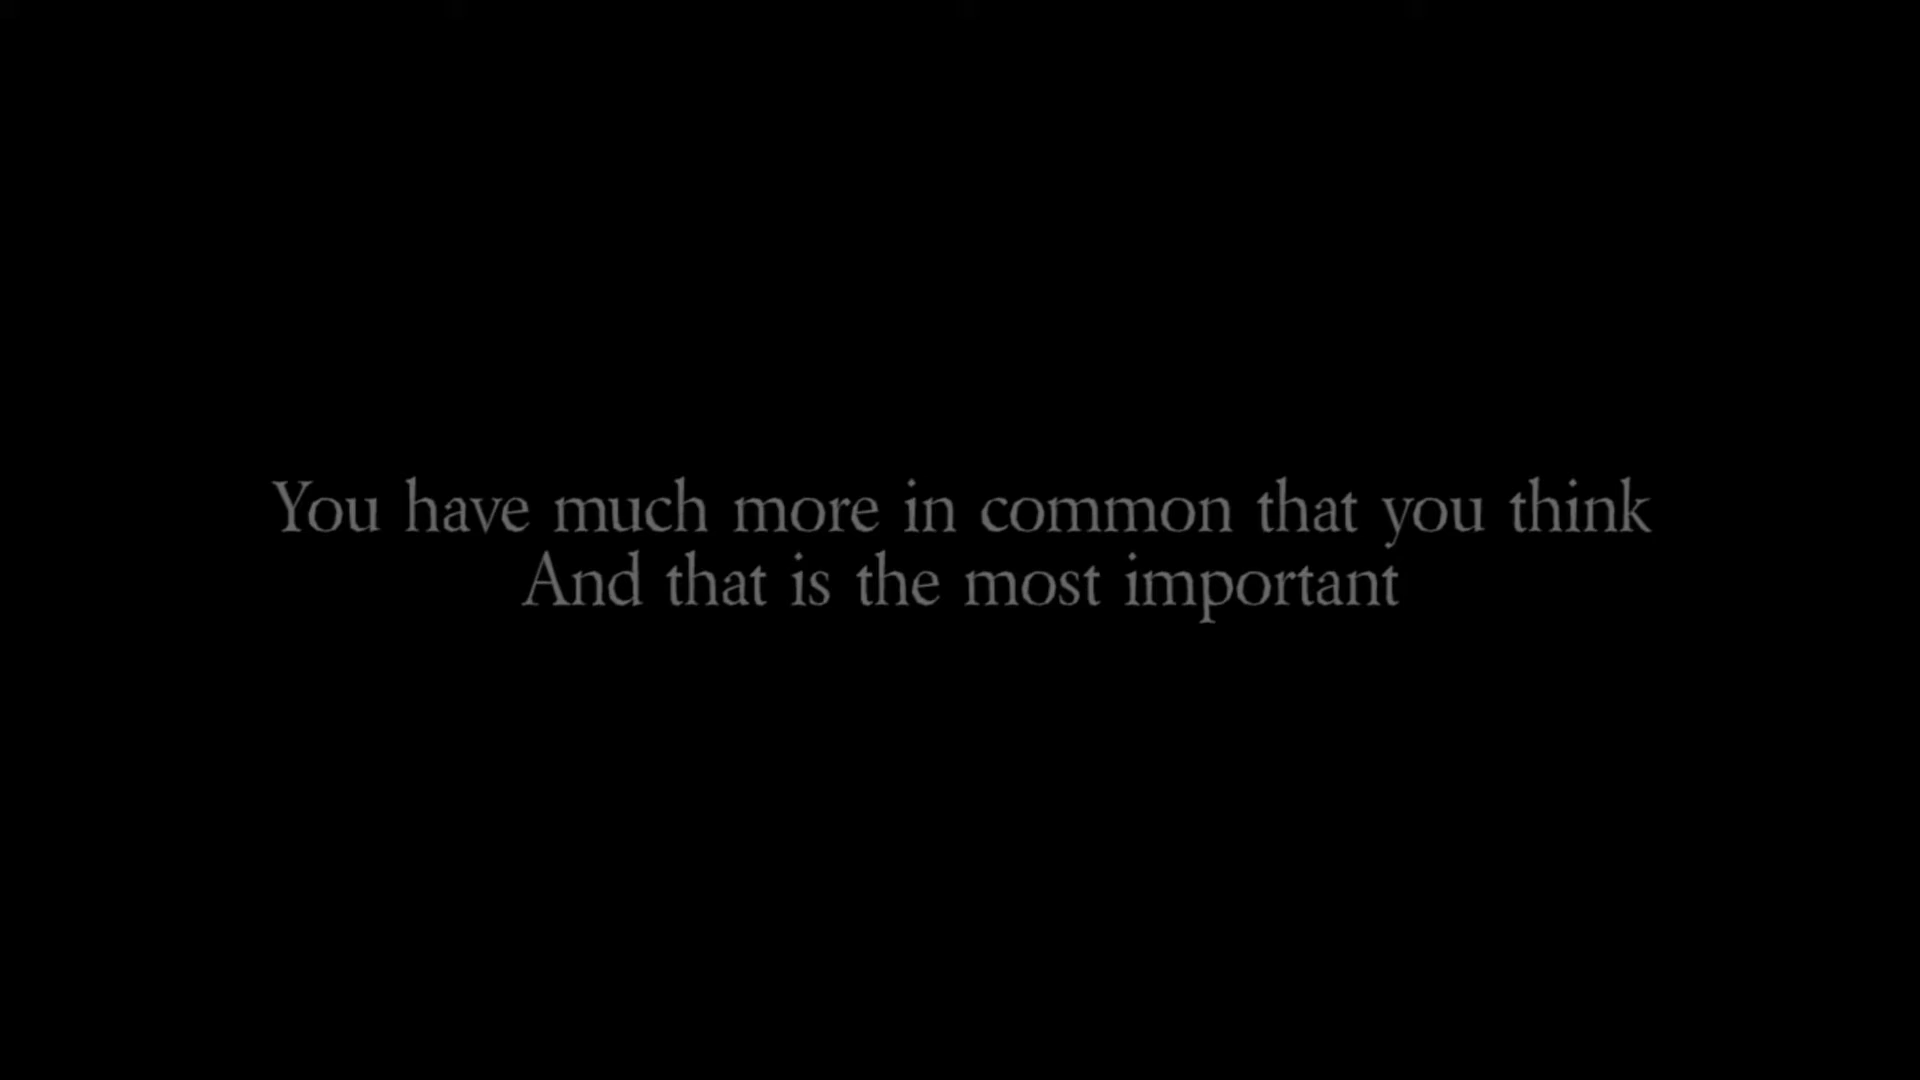 You have much more in common that you think
And that is the most important